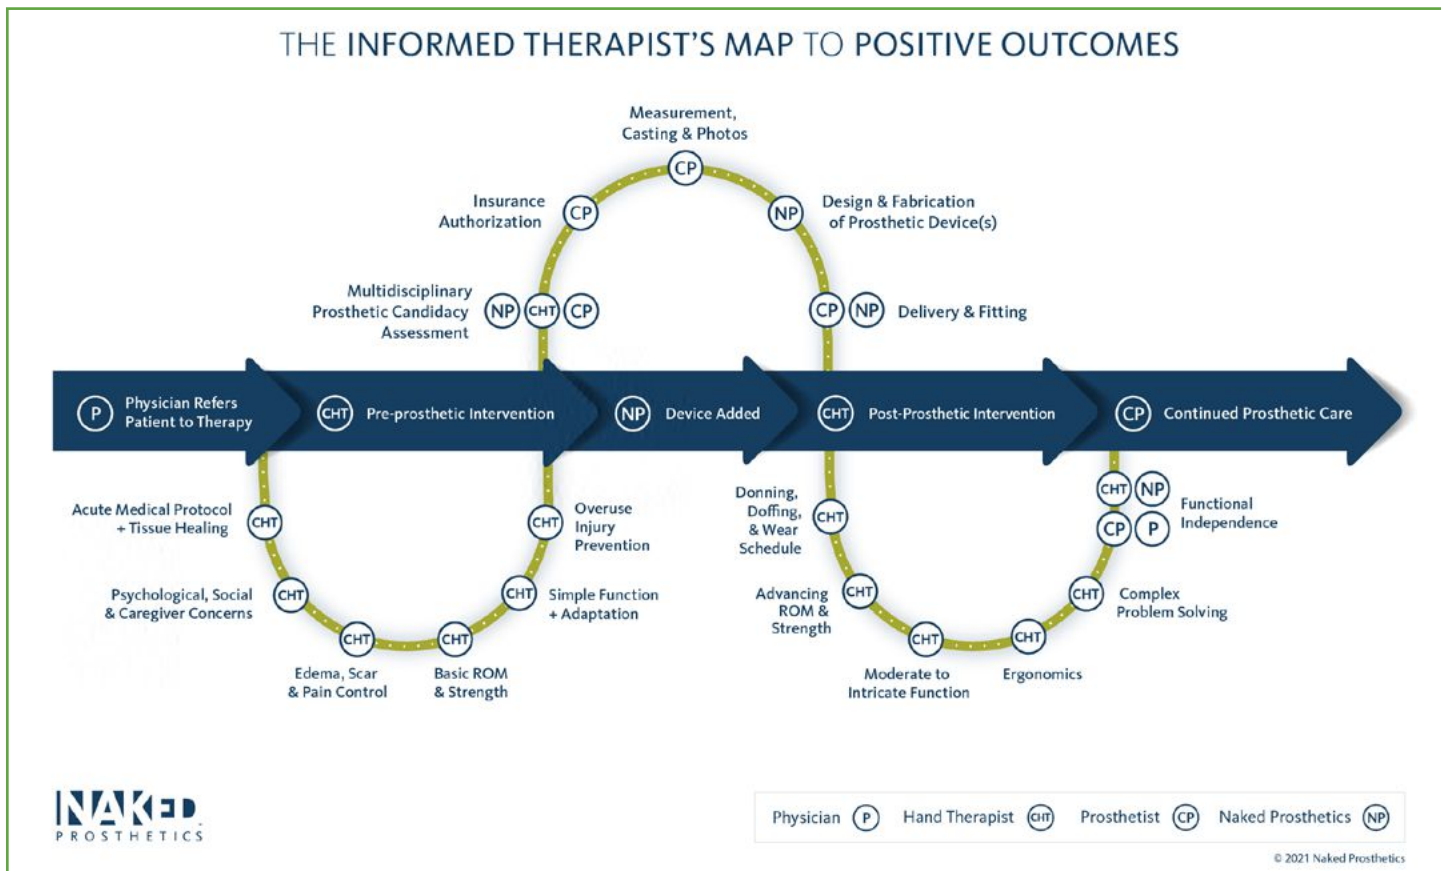 THE INFORMED THERAPIST'S MAP TO POSITIVE OUTCOMES
Measurement,
Casting & Photos
CP
Insurance
Authorization
CP
NP
Design & Fabrication
of Prosthetic Device(s)
Multidisciplinary
Prosthetic Candidacy
Assessment
NP CHT CP
CP NP
Delivery & Fitting
P
Physician Refers
Patient to Therapy
CHT Pre-prosthetic Intervention
NP Device Added
CHT Post-Prosthetic Intervention
CP Continued Prosthetic Care
Acute Medical Protocol
+ Tissue Healing
CHT
Psychological, Social
& Caregiver Concerns
CHT
CHT
Edema, Scar
& Pain Control
CHT
Basic ROM
& Strength
CHT
Simple Function
+ Adaptation
CHT
Overuse
Injury
Prevention
Donning,
Doffing,
& Wear
Schedule
CHT
Advancing
ROM &
Strength
CHT
CHT
Moderate to
Intricate Function
CHT
Ergonomics
CHT
Complex
Problem Solving
CHT NP
CP P
Functional
Independence
NAKED
PROSTHETICS
Physician P Hand Therapist CHT Prosthetist CP Naked Prosthetics NP
© 2021 Naked Prosthetics